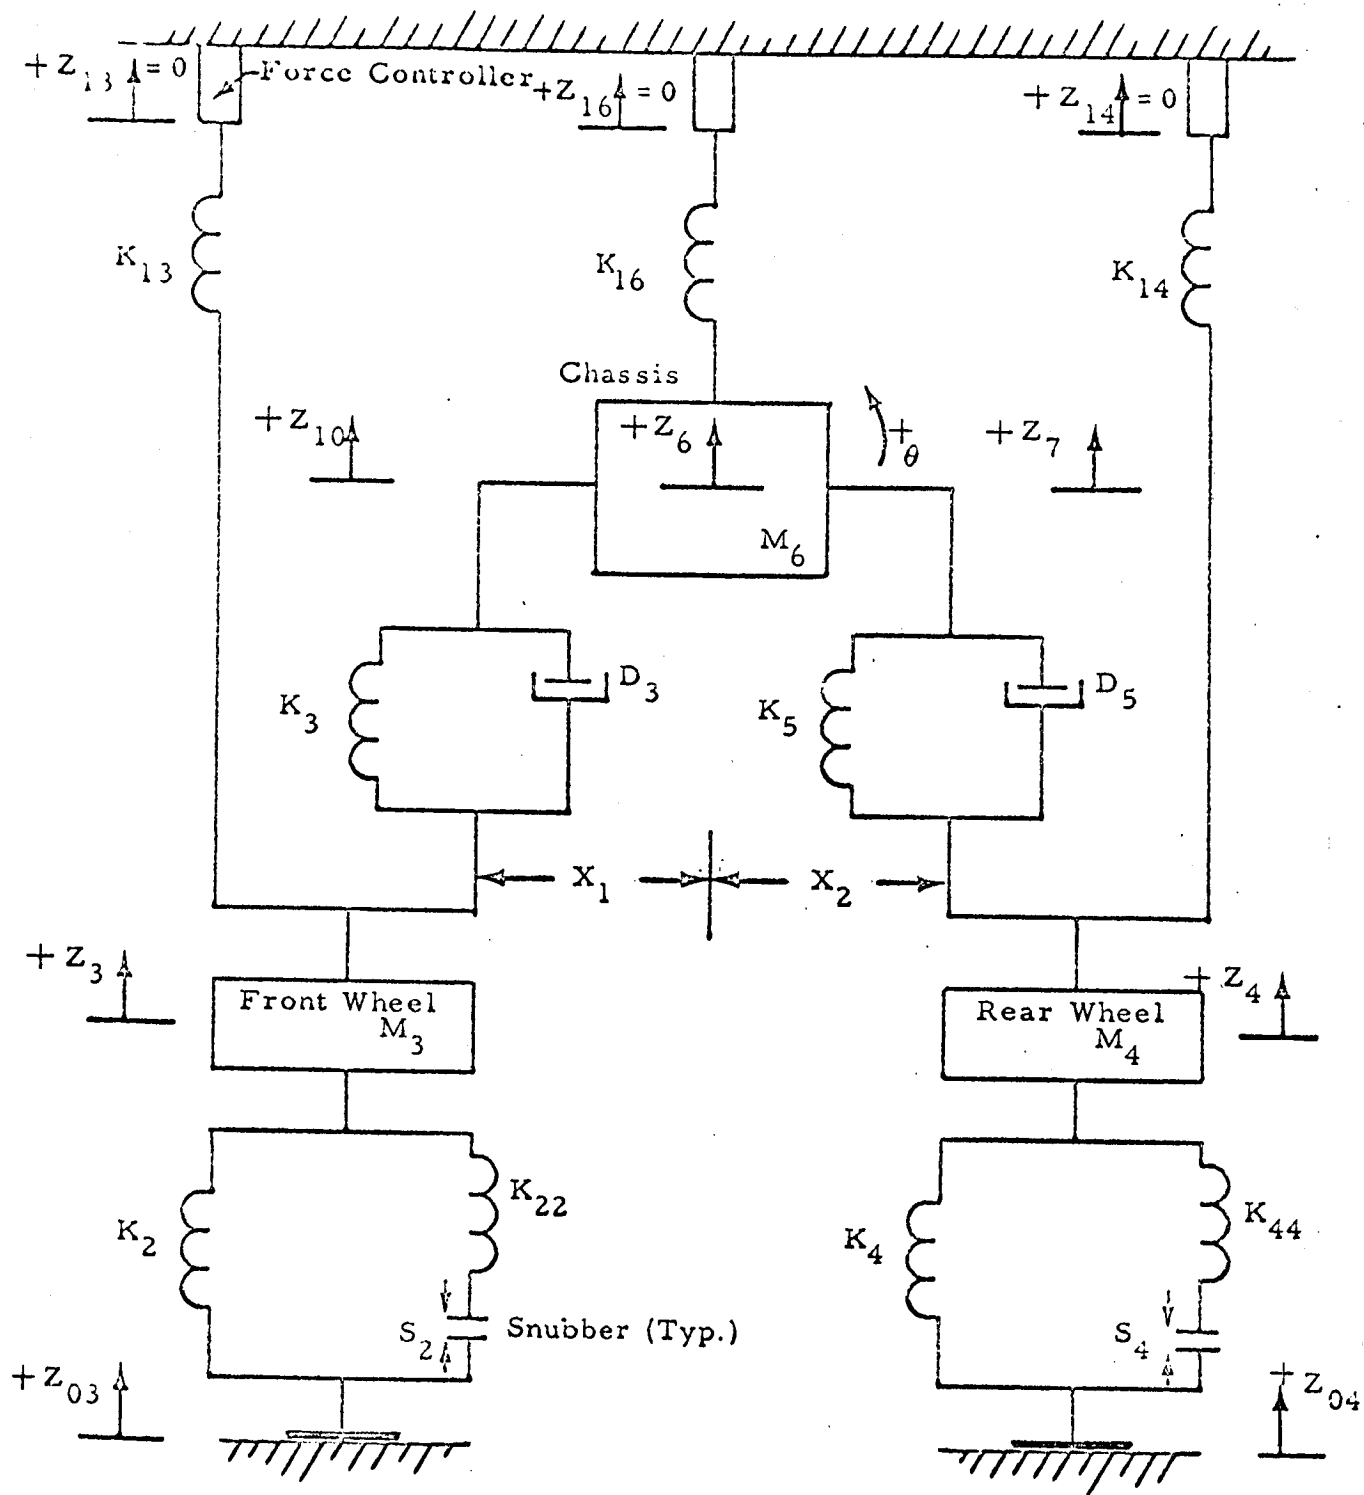 + Z13 = 0
Force Controller
+ Z16 = 0
+ Z14 = 0
K13
K16
K14
Chassis
+ Z10
+ Z6
+ θ
+ Z7
M6
K3
D3
K5
D5
X1
X2
+ Z3
Front Wheel
M3
+ Z4
Rear Wheel
M4
K2
K22
K4
K44
S2
Snubber (Typ.)
S4
+ Z03
+ Z04